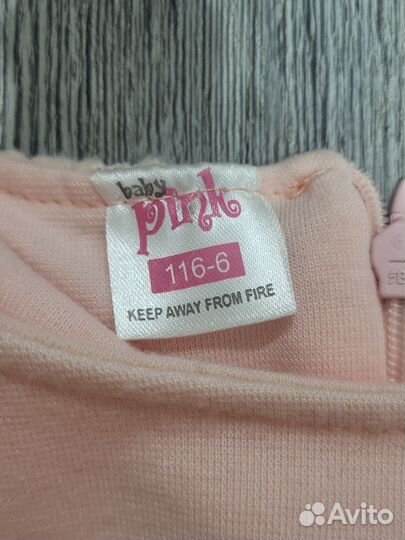 baby
pink
116-6
KEEP AWAY FROM FIRE
Avito